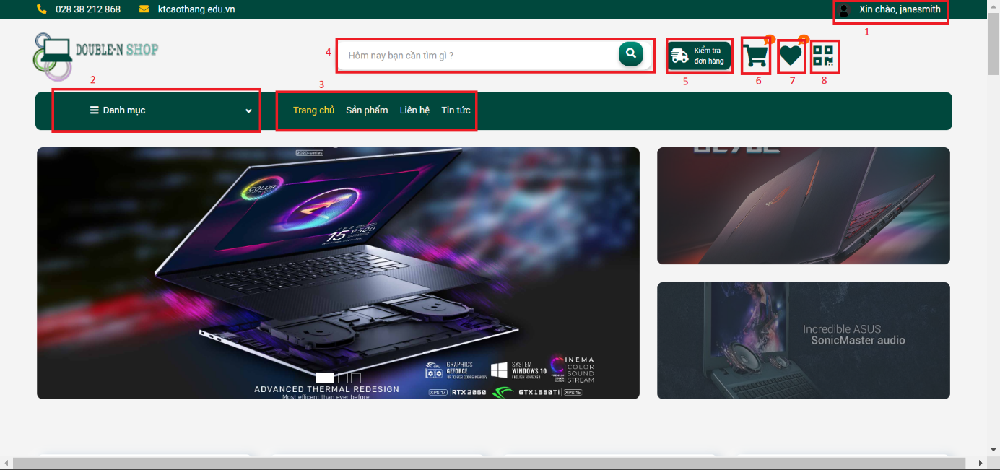 028 38 212 868
ktcaothang.edu.vn
Xin chào, janesmith
1
DOUBLE-N SHOP
4
Hôm nay bạn cần tìm gì ?
Kiểm tra
đơn hàng
5
6
7
8
2
3
Danh mục
Trang chủ
Sản phẩm
Liên hệ
Tin tức
2020-series
COLOR
XPS
15 9500
GRAPHICS
GEFORCE
SYSTEM
WINDOWS 10
CINEMA
COLOR
SOUND
STREAM
ADVANCED THERMAL REDESIGN
Most efficent than ever before
XPS 17
RTX2060
GTX1650Ti
XPS 15
Incredible ASUS
SonicMaster audio